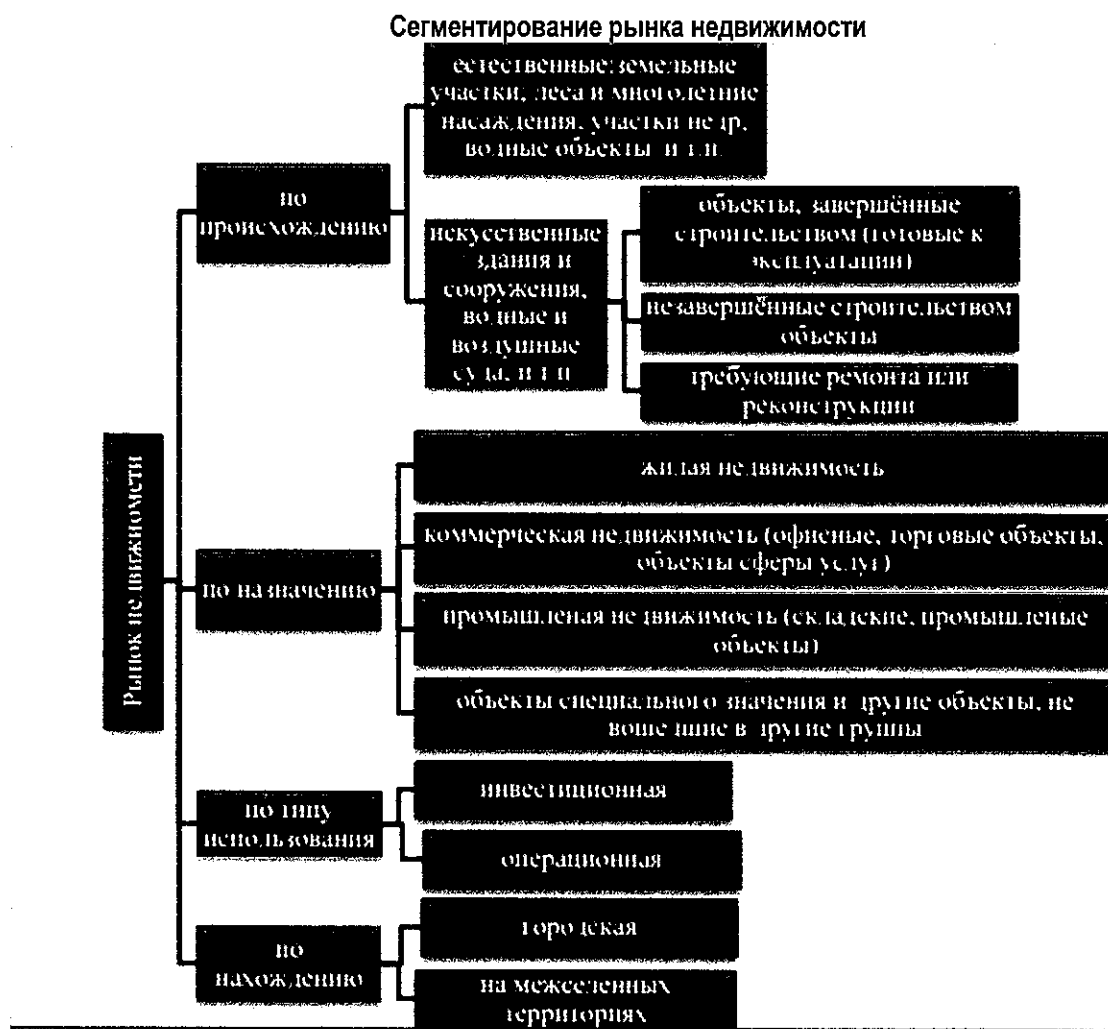 Сегментирование рынка недвижимости
естественные:земельные
участки, леса и многолетние
насаждения, участки недр,
водные объекты и т.п.
по
происхождению
искусственные
здания и
сооружения,
водные и
воздушные
суда, и т.п
объекты, завершённые
строительством (готовые к
эксплуатации)
незавершённые строительством
объекты
требующие ремонта или
реконструкции
Рынок недвижиомсти
по назначению
жилая недвижимость
коммерческая недвижимость (офисные, торговые объекты,
объекты сферы услуг)
промышленая недвижимость (складские, промышленые
объекты)
объекты специального значения и другие объекты, не
вошедшие в другие группы
по типу
использования
инвестиционная
операционная
по
нахождению
городская
на межселенных
территориях